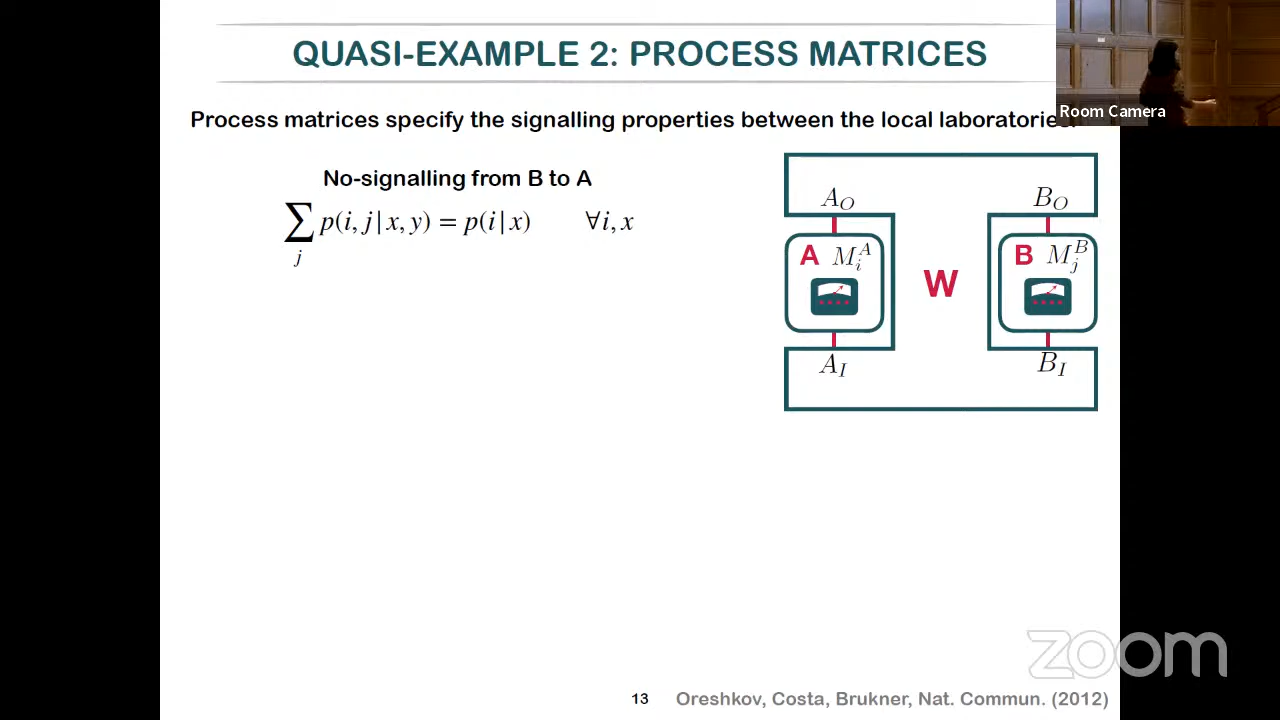 QUASI-EXAMPLE 2: PROCESS MATRICES
Process matrices specify the signalling properties between the local laboratories
Room Camera
No-signalling from B to A
∑_j p(i, j | x, y) = p(i | x)  ∀i, x
A_O B_O
A M_i^A W B M_j^B
A_I B_I
zoom
13 Oreshkov, Costa, Brukner, Nat. Commun. (2012)